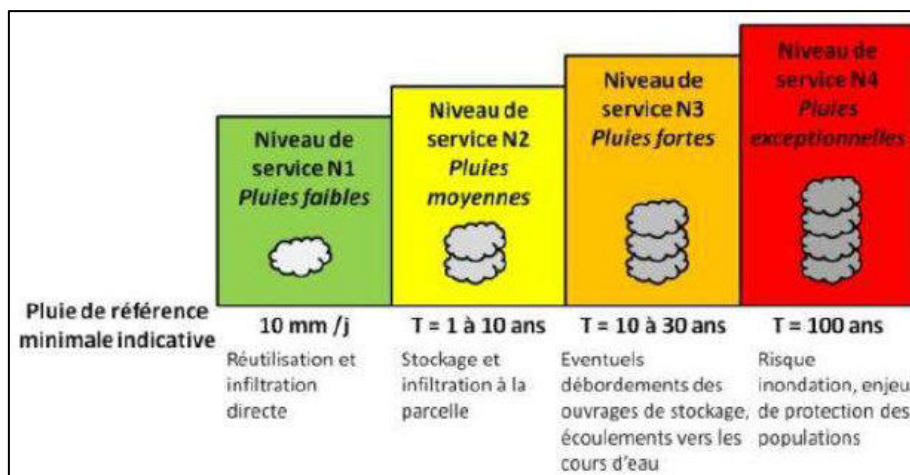 Niveau de
service N1
Pluies faibles
Niveau de
service N2
Pluies
moyennes
Niveau de
service N3
Pluies fortes
Niveau de
service N4
Pluies
exceptionnelles
Pluie de référence
minimale indicative
10 mm /j
T = 1 à 10 ans
T = 10 à 30 ans
T = 100 ans
Réutilisation et
infiltration
directe
Stockage et
infiltration à la
parcelle
Eventuels
débordements des
ouvrages de stockage,
écoulements vers les
cours d'eau
Risque
inondation, enjeu
de protection des
populations